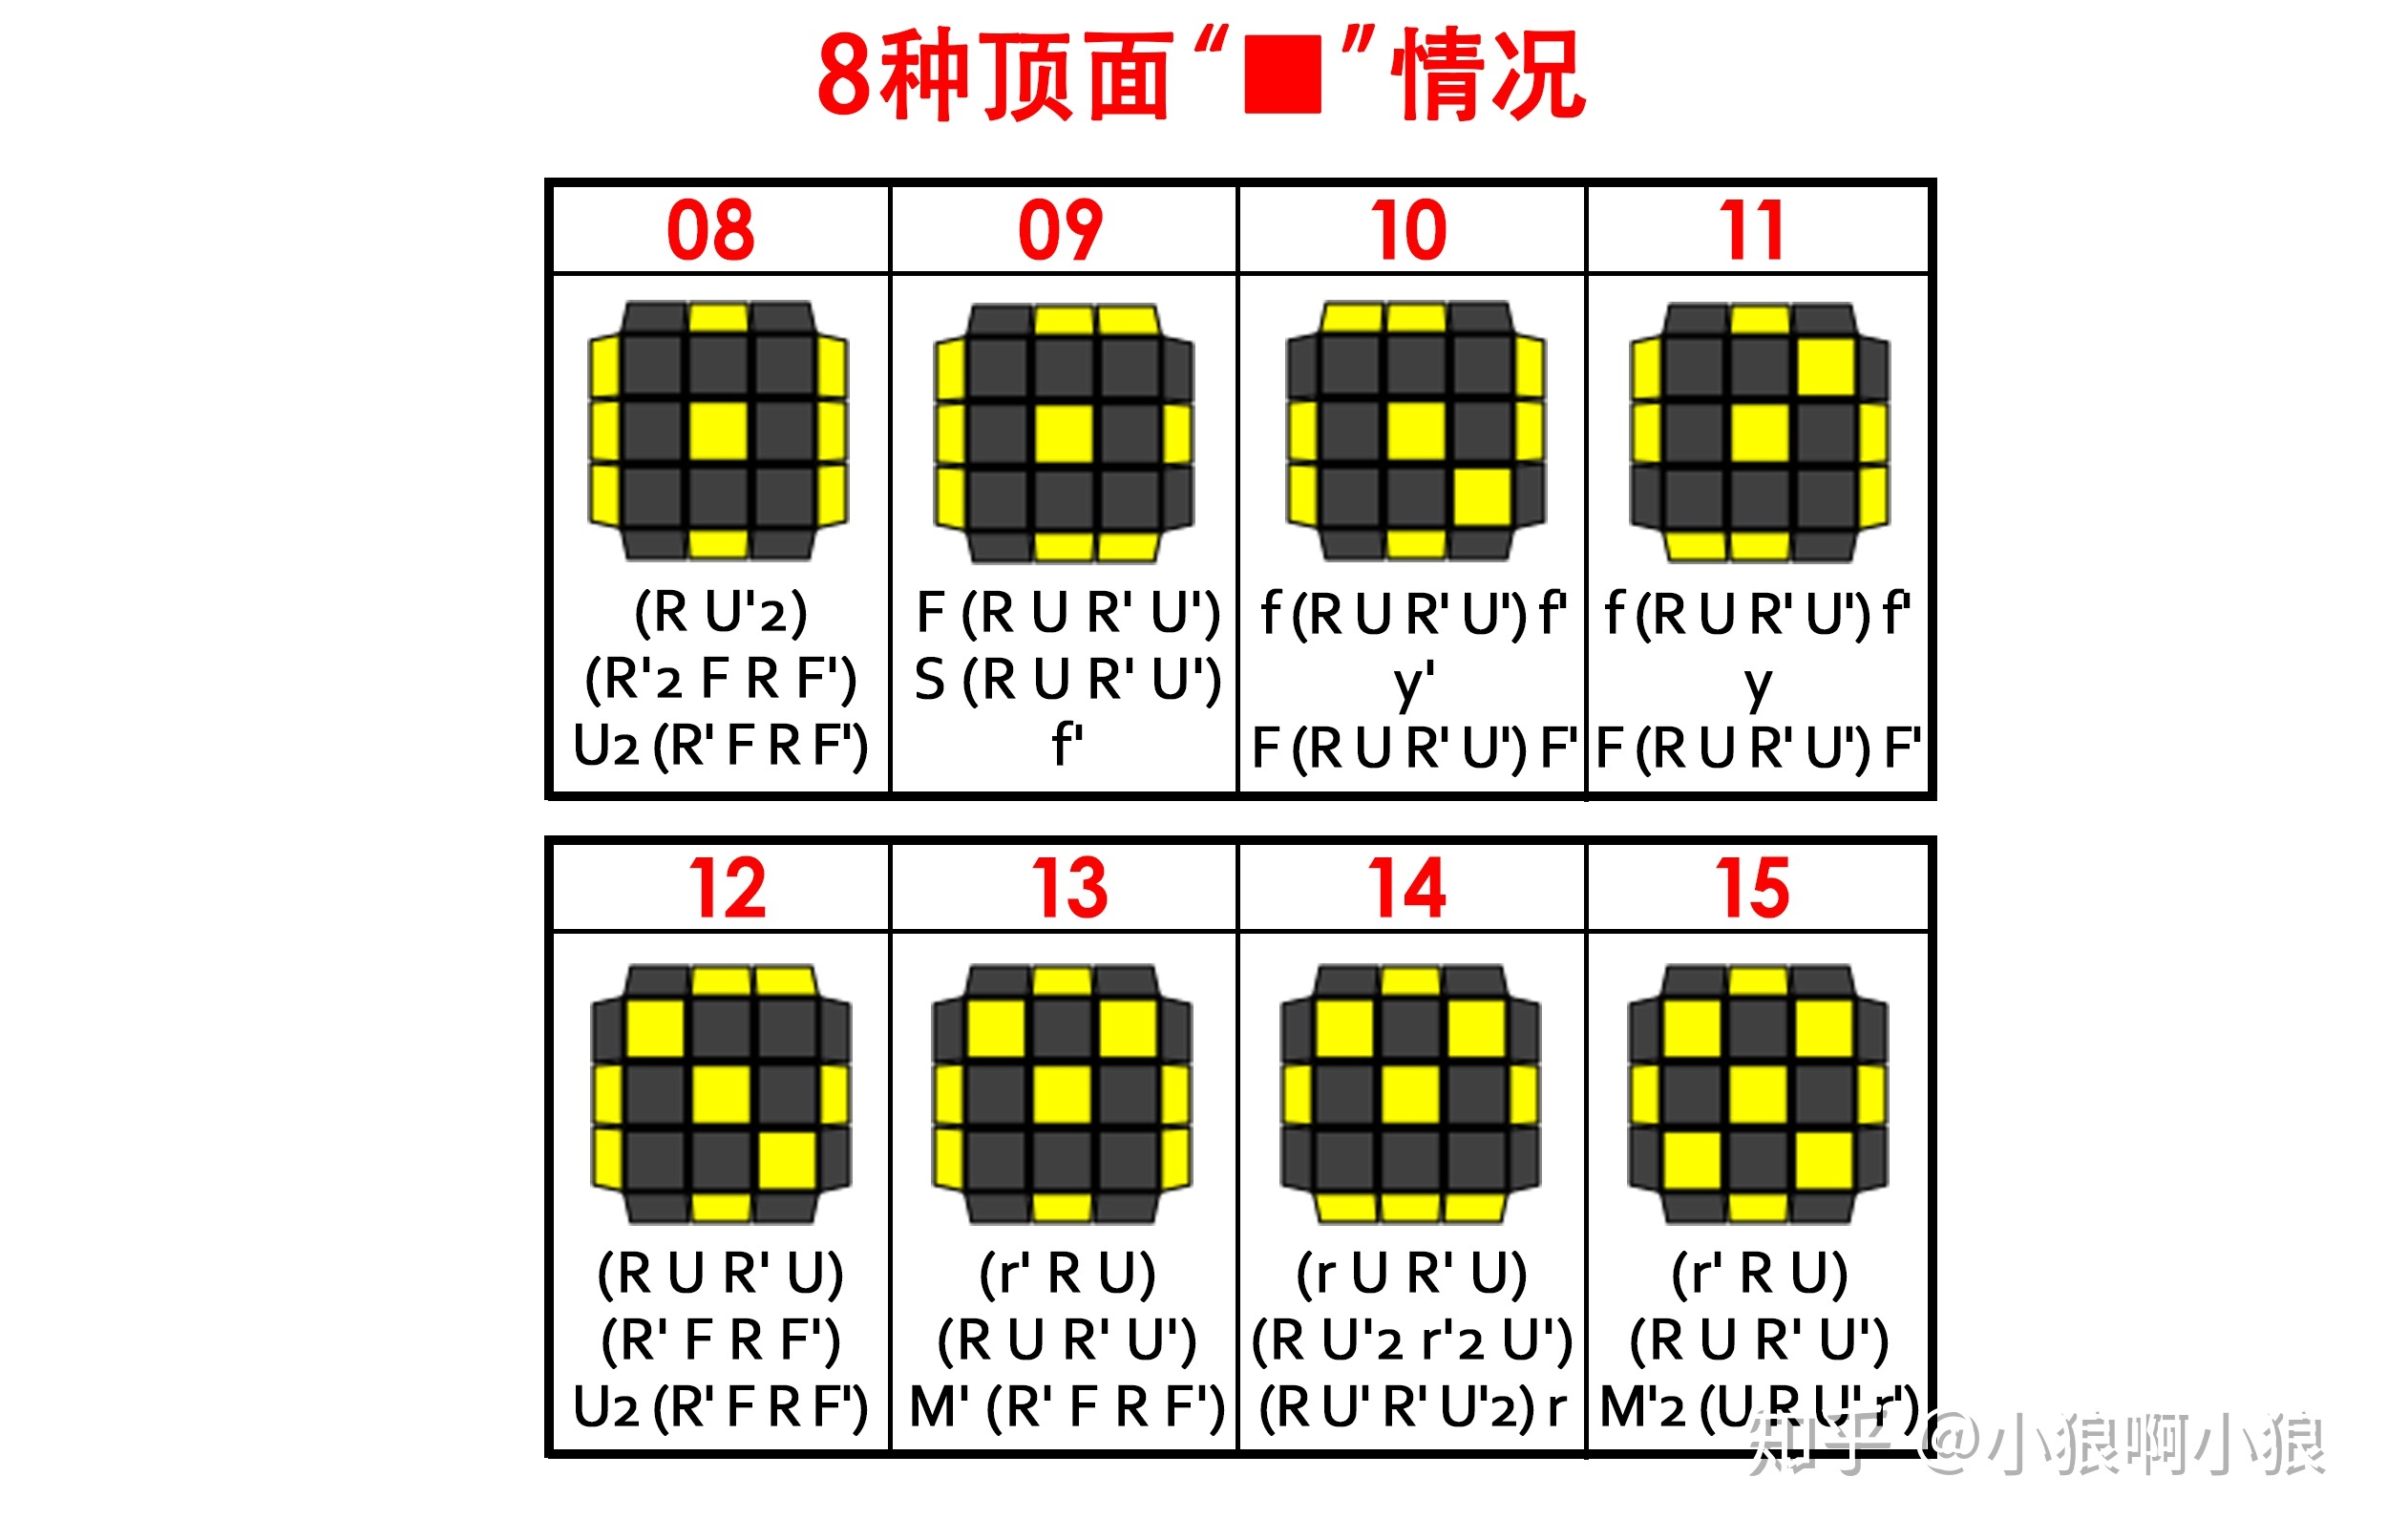 8种顶面“■”情况
08 09 10 11
(R U'2)
(R'2 F R F')
U2 (R' F R F')
F (R U R' U')
S (R U R' U')
f'
f (R U R' U') f'
y'
F (R U R' U') F'
f (R U R' U') f'
y
F (R U R' U') F'
12 13 14 15
(R U R' U)
(R' F R F')
U2 (R' F R F')
(r' R U)
(R U R' U')
M' (R' F R F')
(r U R' U)
(R U'2 r'2 U')
(R U' R' U'2) r
(r' R U)
(R U R' U')
M'2 (U R U' r')
知乎 @小狼啊小狼